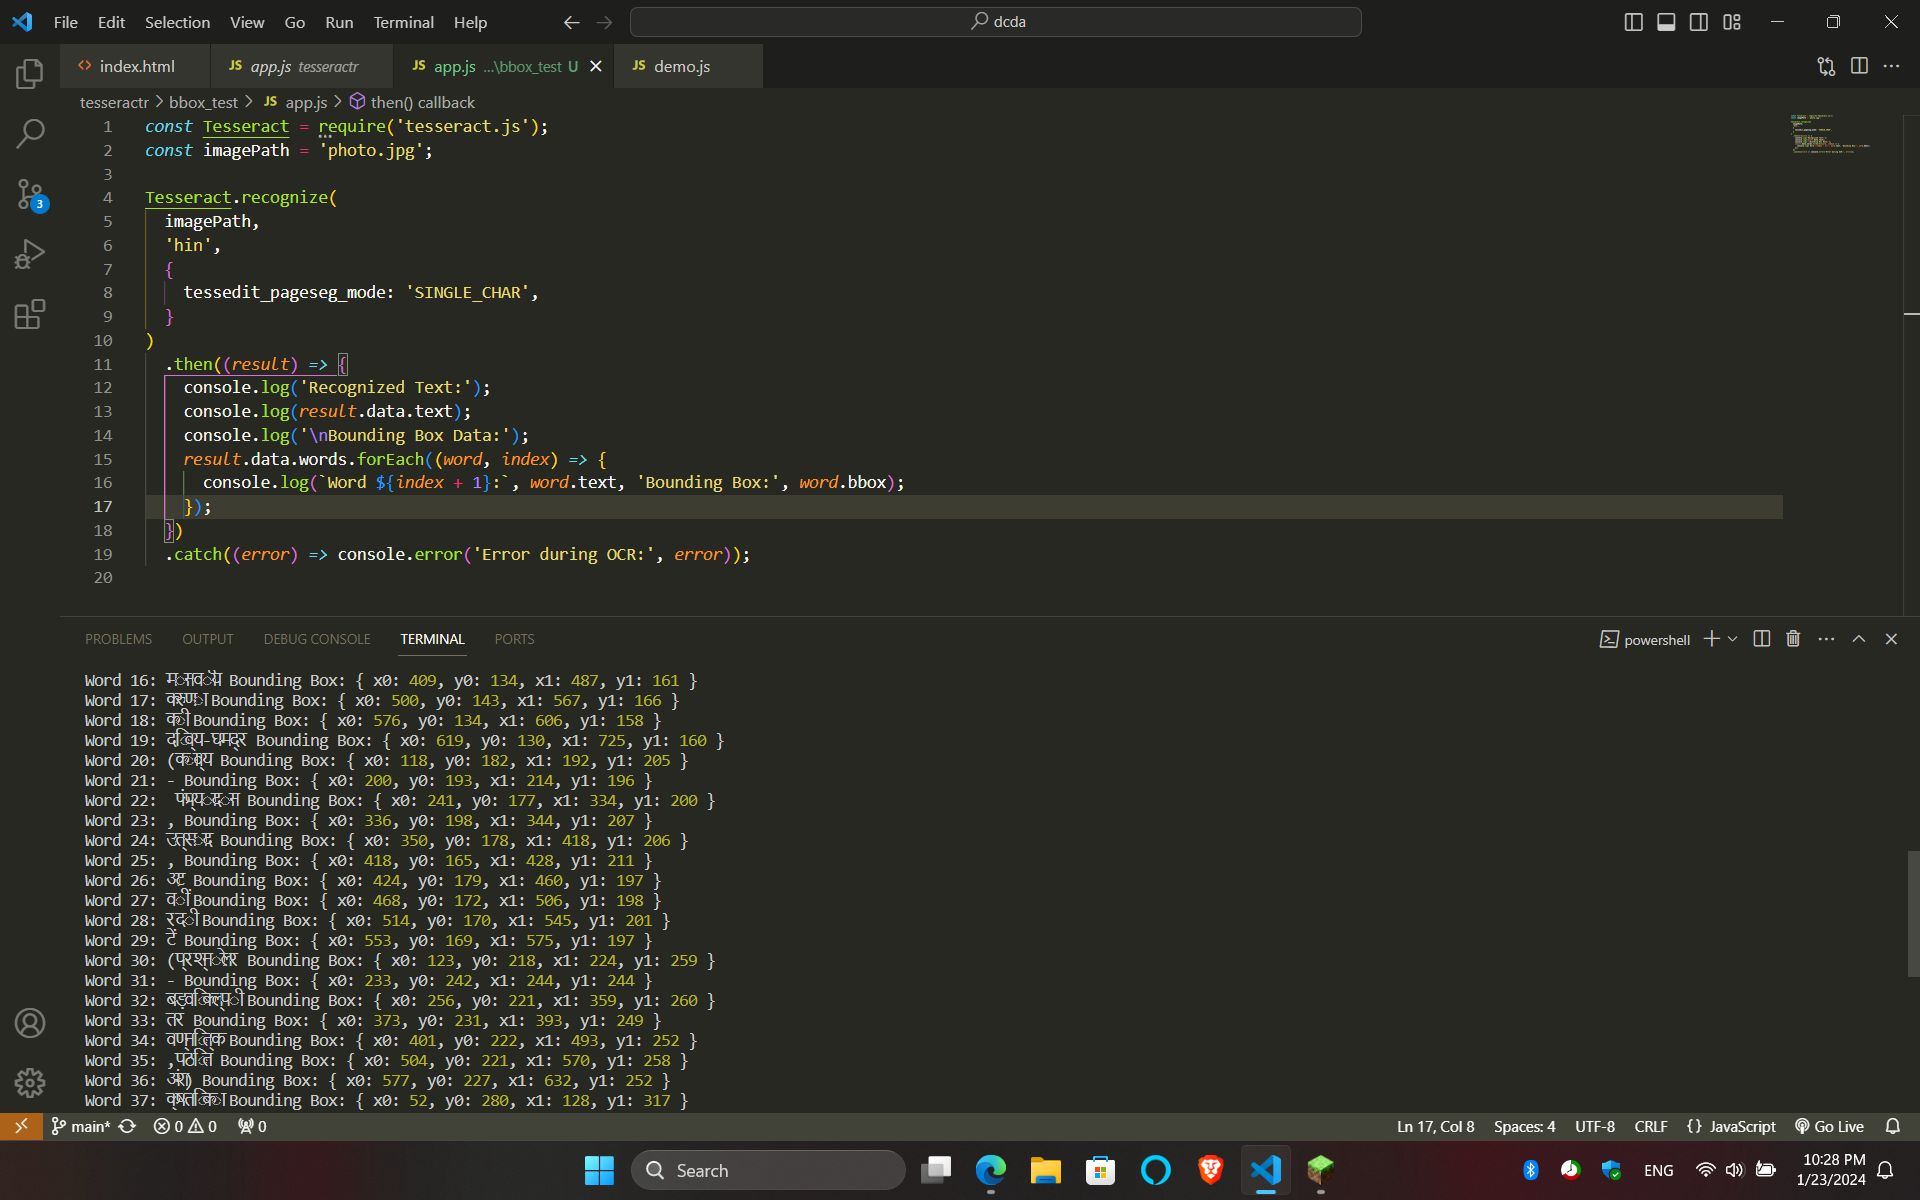 File Edit Selection View Go Run Terminal Help
dcda
index.html
JS app.js tesseractr
JS app.js ...\bbox_test U
JS demo.js
tesseractr > bbox_test > JS app.js > then() callback
1 const Tesseract = require('tesseract.js');
2 const imagePath = 'photo.jpg';
3
4 Tesseract.recognize(
5 imagePath,
6 'hin',
7 {
8 tessedit_pageseg_mode: 'SINGLE_CHAR',
9 }
10 )
11 .then((result) => {
12 console.log('Recognized Text:');
13 console.log(result.data.text);
14 console.log('\nBounding Box Data:');
15 result.data.words.forEach((word, index) => {
16 console.log(`Word ${index + 1}:`, word.text, 'Bounding Box:', word.bbox);
17 });
18 })
19 .catch((error) => console.error('Error during OCR:', error));
20
PROBLEMS OUTPUT DEBUG CONSOLE TERMINAL PORTS
powershell
Word 16: Bounding Box: { x0: 409, y0: 134, x1: 487, y1: 161 }
Word 17: Bounding Box: { x0: 500, y0: 143, x1: 567, y1: 166 }
Word 18: की Bounding Box: { x0: 576, y0: 134, x1: 606, y1: 158 }
Word 19: Bounding Box: { x0: 619, y0: 130, x1: 725, y1: 160 }
Word 20: Bounding Box: { x0: 118, y0: 182, x1: 192, y1: 205 }
Word 21: - Bounding Box: { x0: 200, y0: 193, x1: 214, y1: 196 }
Word 22: Bounding Box: { x0: 241, y0: 177, x1: 334, y1: 200 }
Word 23: , Bounding Box: { x0: 336, y0: 198, x1: 344, y1: 207 }
Word 24: Bounding Box: { x0: 350, y0: 178, x1: 418, y1: 206 }
Word 25: , Bounding Box: { x0: 418, y0: 165, x1: 428, y1: 211 }
Word 26: Bounding Box: { x0: 424, y0: 179, x1: 460, y1: 197 }
Word 27: वीं Bounding Box: { x0: 468, y0: 172, x1: 506, y1: 198 }
Word 28: रदी Bounding Box: { x0: 514, y0: 170, x1: 545, y1: 201 }
Word 29: टें Bounding Box: { x0: 553, y0: 169, x1: 575, y1: 197 }
Word 30: Bounding Box: { x0: 123, y0: 218, x1: 224, y1: 259 }
Word 31: - Bounding Box: { x0: 233, y0: 242, x1: 244, y1: 244 }
Word 32: Bounding Box: { x0: 256, y0: 221, x1: 359, y1: 260 }
Word 33: तर Bounding Box: { x0: 373, y0: 231, x1: 393, y1: 249 }
Word 34: Bounding Box: { x0: 401, y0: 222, x1: 493, y1: 252 }
Word 35: Bounding Box: { x0: 504, y0: 221, x1: 570, y1: 258 }
Word 36: Bounding Box: { x0: 577, y0: 227, x1: 632, y1: 252 }
Word 37: Bounding Box: { x0: 52, y0: 280, x1: 128, y1: 317 }
main* 0 0 0
Ln 17, Col 8 Spaces: 4 UTF-8 CRLF {} JavaScript Go Live
3
Search
ENG
10:28 PM
1/23/2024